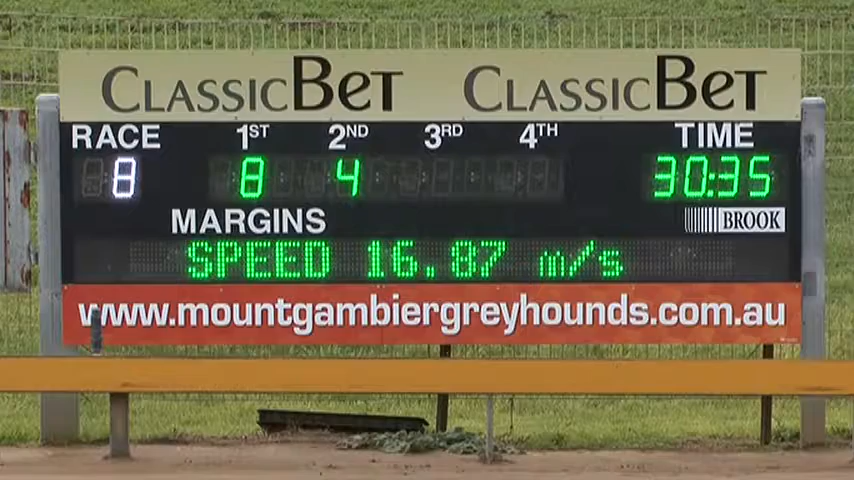 CLASSICBET CLASSICBET
RACE 1ST 2ND 3RD 4TH TIME
8 8 4 30:35
MARGINS BROOK
SPEED 16.87 m/s
www.mountgambiergreyhounds.com.au